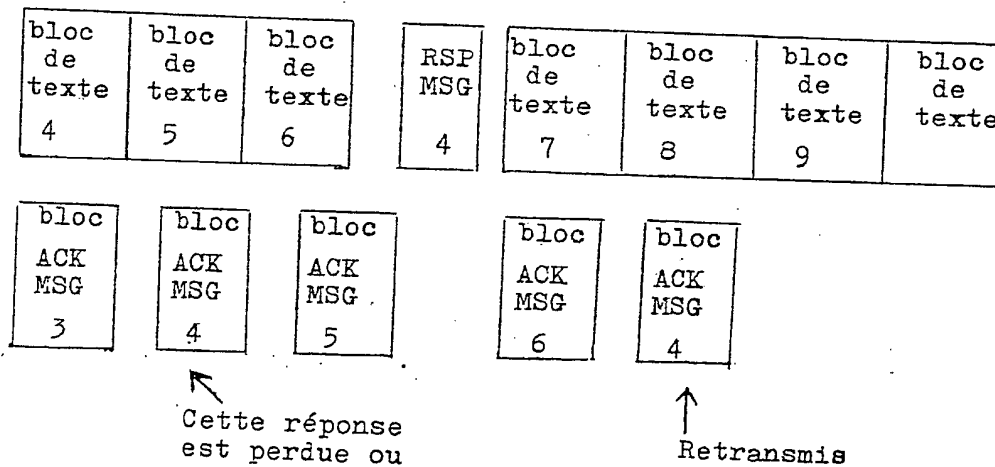 bloc
de
texte
4
bloc
de
texte
5
bloc
de
texte
6
RSP
MSG
4
bloc
de
texte
7
bloc
de
texte
8
bloc
de
texte
9
bloc
de
texte
bloc
ACK
MSG
3
bloc
ACK
MSG
4
bloc
ACK
MSG
5
bloc
ACK
MSG
6
bloc
ACK
MSG
4
Cette réponse
est perdue ou
Retransmis